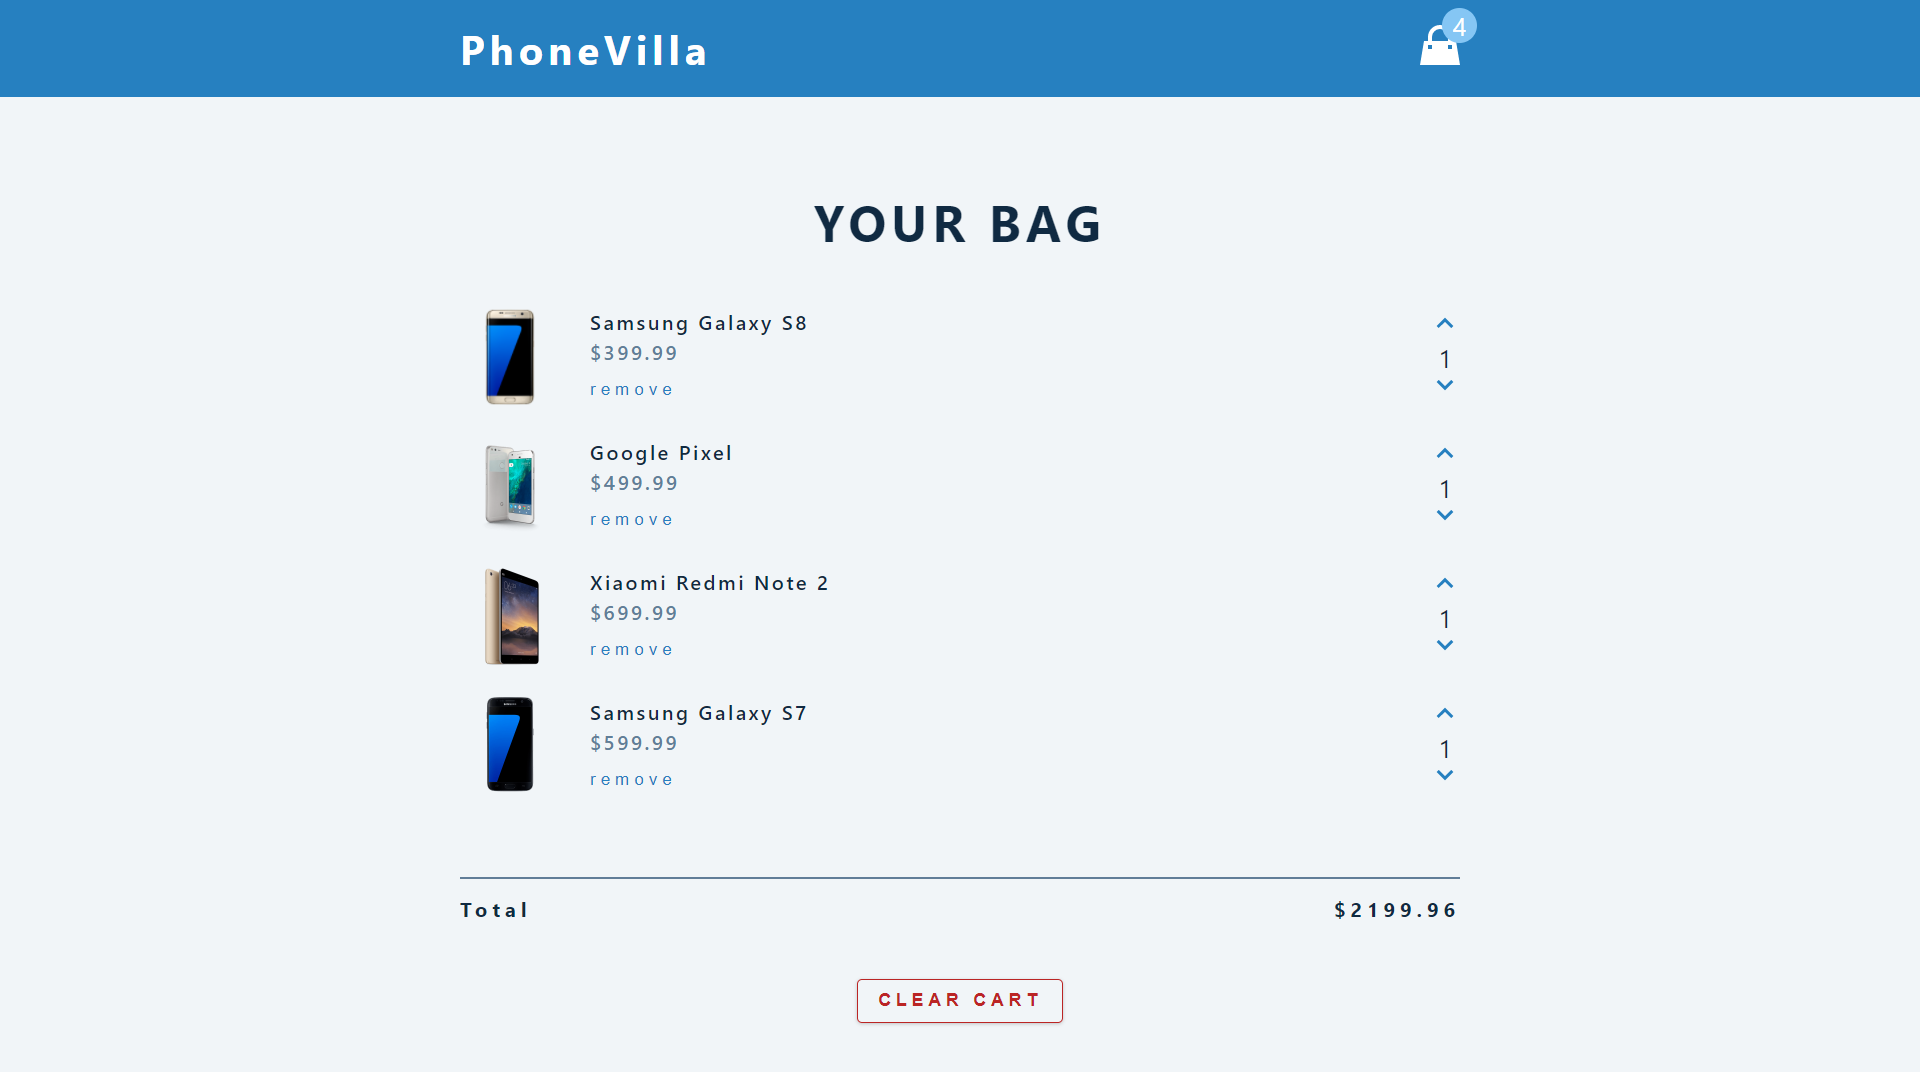 PhoneVilla
4
YOUR BAG
Samsung Galaxy S8
$399.99
remove
1
Google Pixel
$499.99
remove
1
Xiaomi Redmi Note 2
$699.99
remove
1
Samsung Galaxy S7
$599.99
remove
1
Total
$2199.96
CLEAR CART